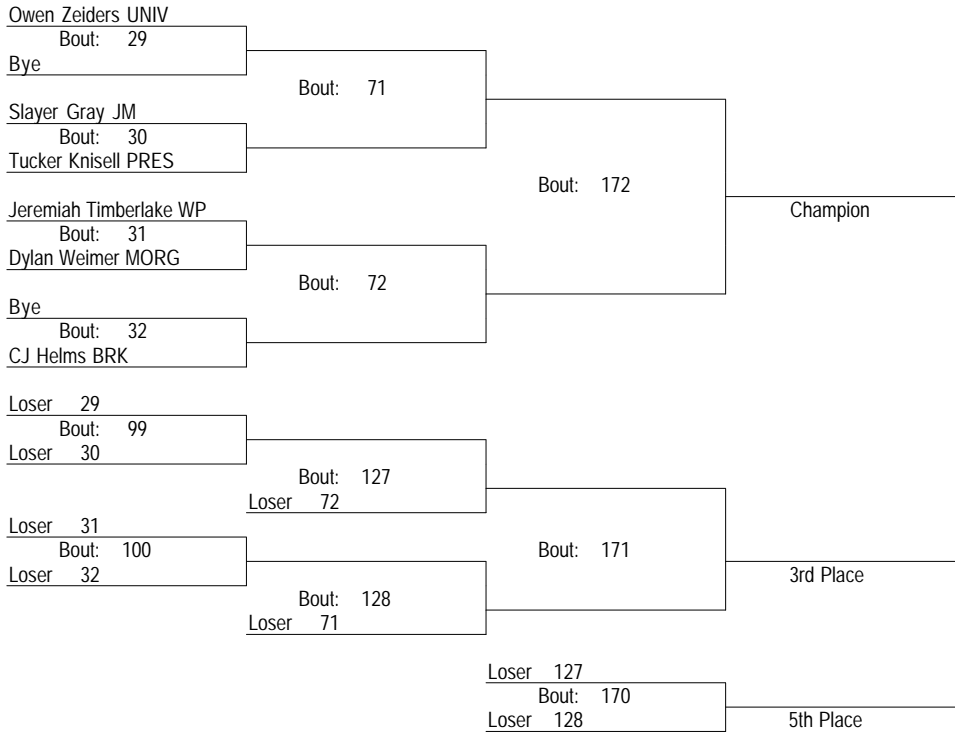 Owen Zeiders UNIV
Bout: 29
Bye
Bout: 71
Slayer Gray JM
Bout: 30
Tucker Knisell PRES
Bout: 172
Jeremiah Timberlake WP
Champion
Bout: 31
Dylan Weimer MORG
Bout: 72
Bye
Bout: 32
CJ Helms BRK
Loser 29
Bout: 99
Loser 30
Bout: 127
Loser 72
Loser 31
Bout: 100
Bout: 171
Loser 32
3rd Place
Bout: 128
Loser 71
Loser 127
Bout: 170
Loser 128
5th Place